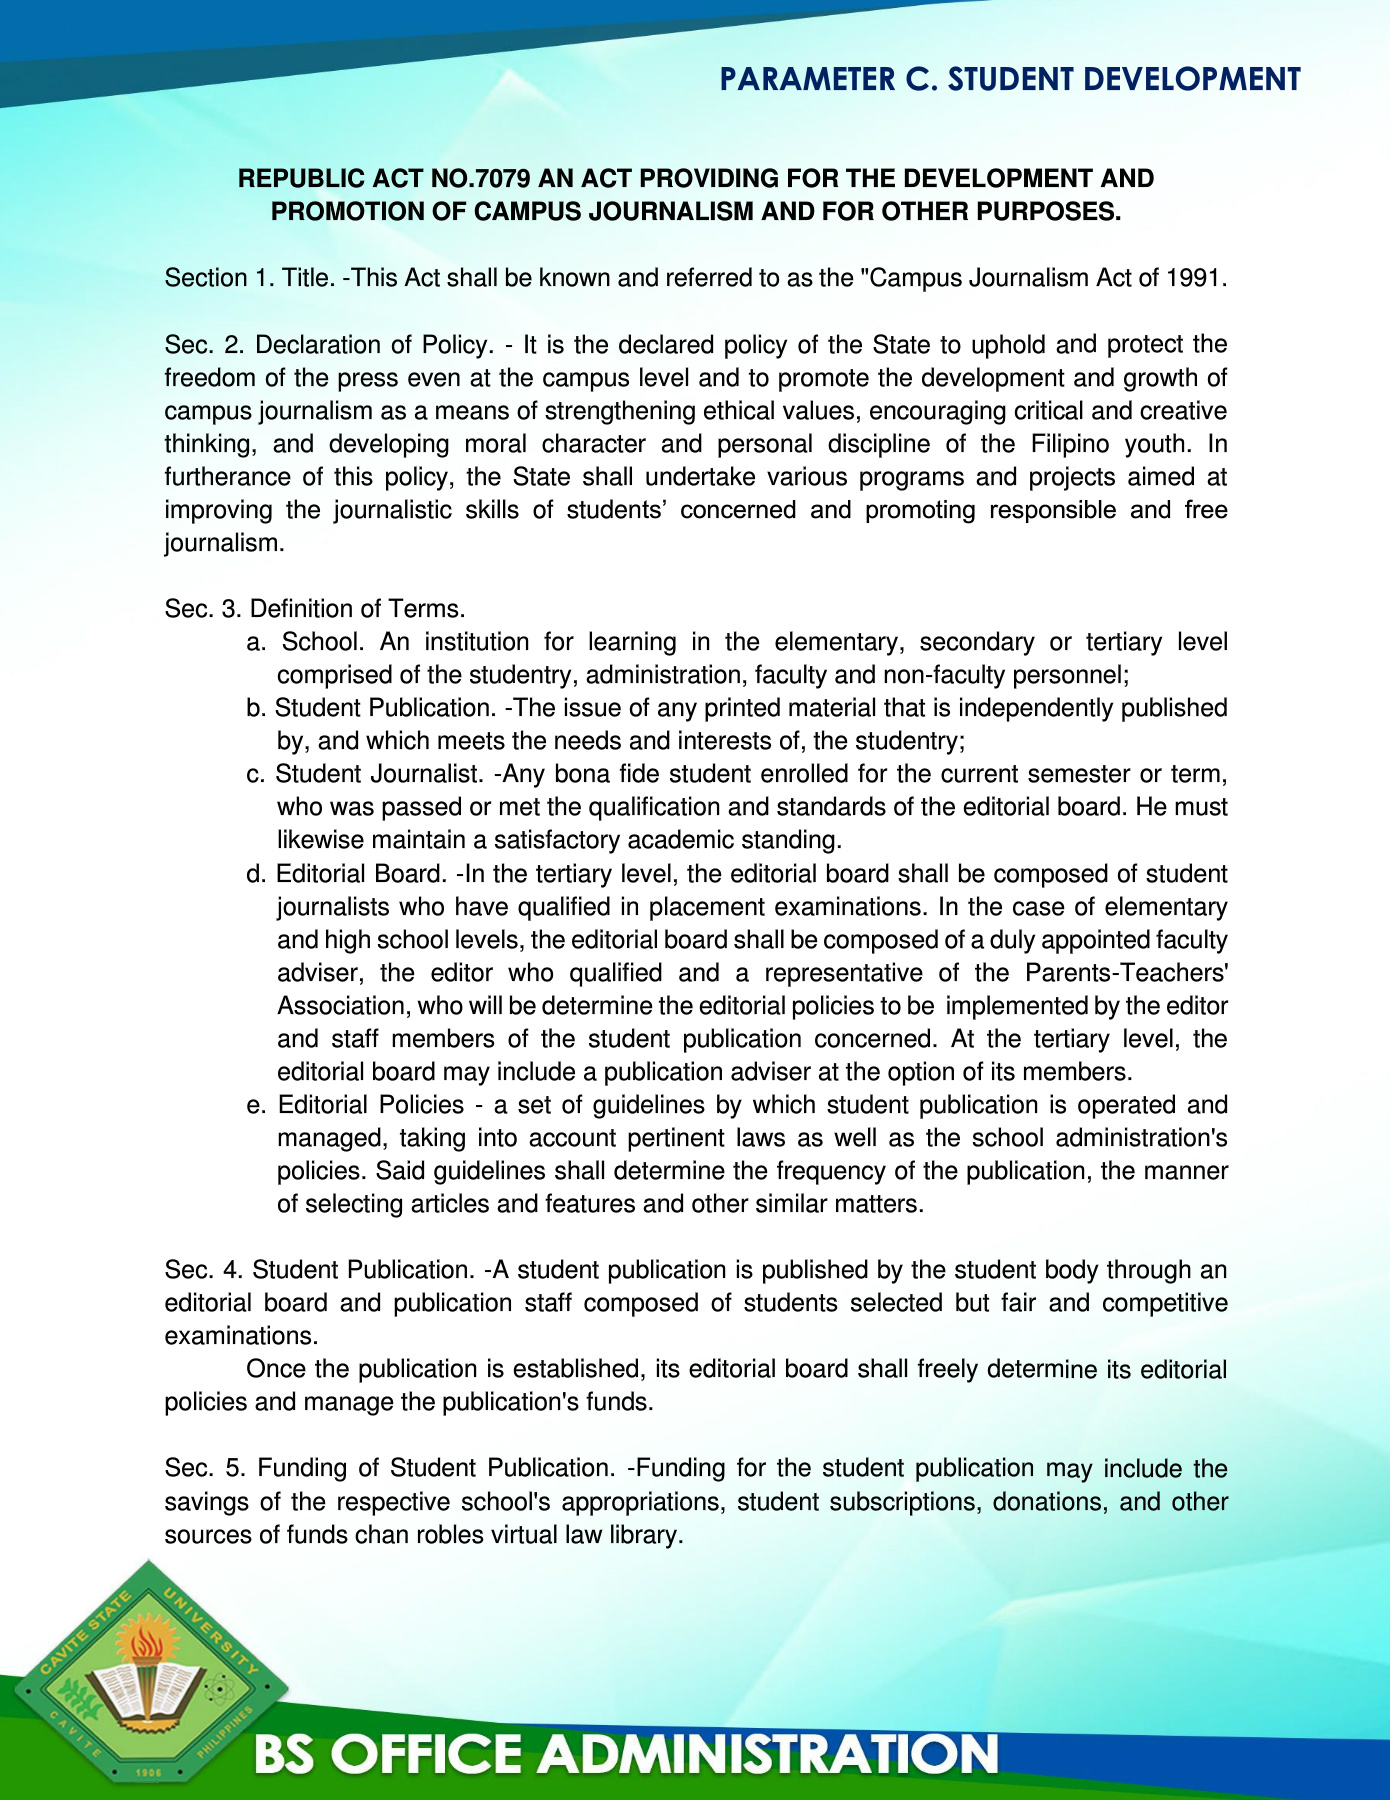 PARAMETER C. STUDENT DEVELOPMENT
REPUBLIC ACT NO.7079 AN ACT PROVIDING FOR THE DEVELOPMENT AND
PROMOTION OF CAMPUS JOURNALISM AND FOR OTHER PURPOSES.
Section 1. Title. -This Act shall be known and referred to as the "Campus Journalism Act of 1991.
Sec. 2. Declaration of Policy. - It is the declared policy of the State to uphold and protect the
freedom of the press even at the campus level and to promote the development and growth of
campus journalism as a means of strengthening ethical values, encouraging critical and creative
thinking, and developing moral character and personal discipline of the Filipino youth. In
furtherance of this policy, the State shall undertake various programs and projects aimed at
improving the journalistic skills of students’ concerned and promoting responsible and free
journalism.
Sec. 3. Definition of Terms.
a. School. An institution for learning in the elementary, secondary or tertiary level
comprised of the studentry, administration, faculty and non-faculty personnel;
b. Student Publication. -The issue of any printed material that is independently published
by, and which meets the needs and interests of, the studentry;
c. Student Journalist. -Any bona fide student enrolled for the current semester or term,
who was passed or met the qualification and standards of the editorial board. He must
likewise maintain a satisfactory academic standing.
d. Editorial Board. -In the tertiary level, the editorial board shall be composed of student
journalists who have qualified in placement examinations. In the case of elementary
and high school levels, the editorial board shall be composed of a duly appointed faculty
adviser, the editor who qualified and a representative of the Parents-Teachers'
Association, who will be determine the editorial policies to be implemented by the editor
and staff members of the student publication concerned. At the tertiary level, the
editorial board may include a publication adviser at the option of its members.
e. Editorial Policies - a set of guidelines by which student publication is operated and
managed, taking into account pertinent laws as well as the school administration's
policies. Said guidelines shall determine the frequency of the publication, the manner
of selecting articles and features and other similar matters.
Sec. 4. Student Publication. -A student publication is published by the student body through an
editorial board and publication staff composed of students selected but fair and competitive
examinations.
Once the publication is established, its editorial board shall freely determine its editorial
policies and manage the publication's funds.
Sec. 5. Funding of Student Publication. -Funding for the student publication may include the
savings of the respective school's appropriations, student subscriptions, donations, and other
sources of funds chan robles virtual law library.
CAVITE STATE UNIVERSITY
CAVITE PHILIPPINES
1906
BS OFFICE ADMINISTRATION